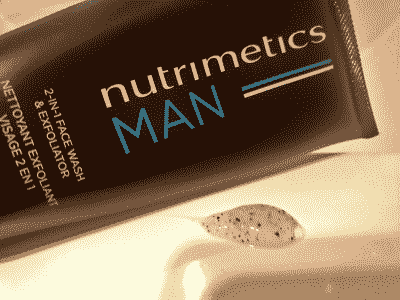 nutrimetics
MAN
2-IN-1 FACE WASH
& EXFOLIATOR
NETTOYANT EXFOLIANT
VISAGE 2 EN 1